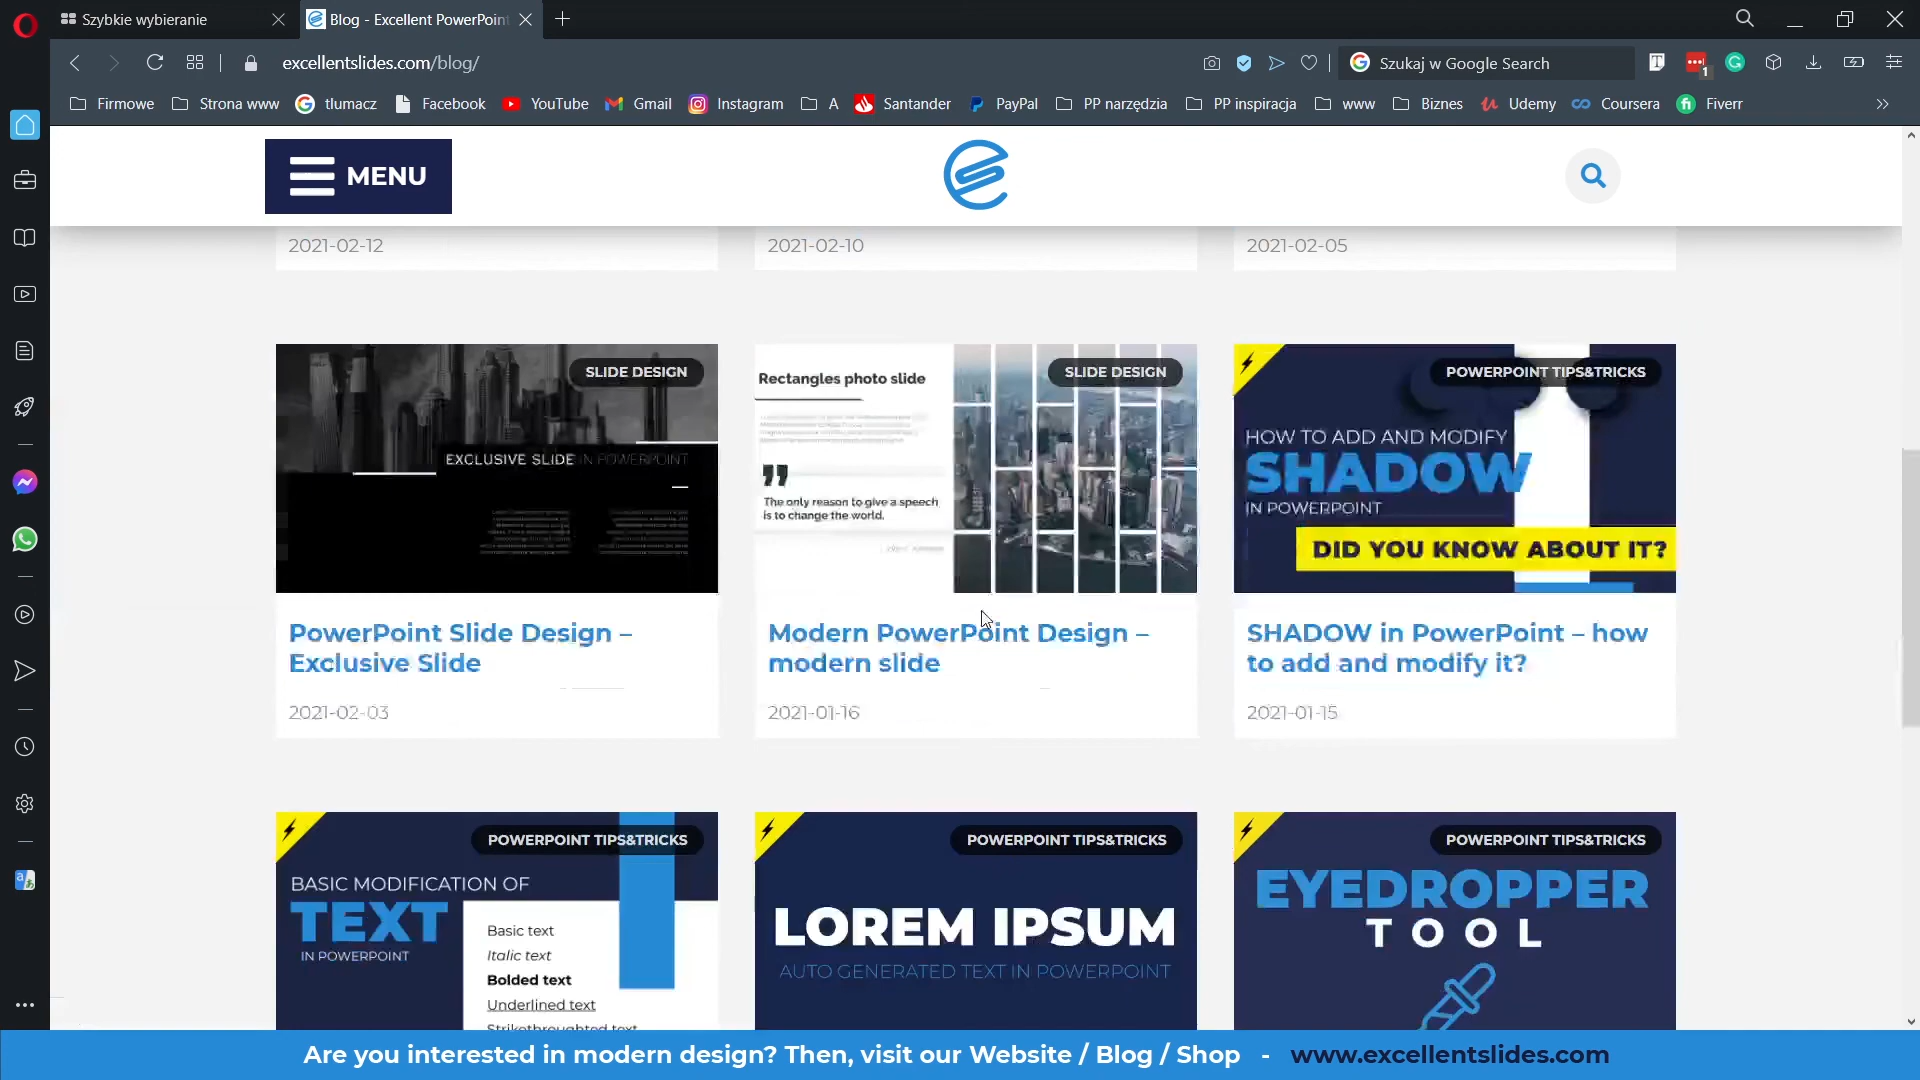 Szybkie wybieranie
Blog - Excellent PowerPoint
excellentslides.com/blog/
Szukaj w Google Search
1
Firmowe
Strona www
tłumacz
Facebook
YouTube
Gmail
Instagram
A
Santander
PayPal
PP narzędzia
PP inspiracja
www
Biznes
Udemy
Coursera
Fiverr
MENU
2021-02-12
2021-02-10
2021-02-05
SLIDE DESIGN
EXCLUSIVE SLIDE IN POWERPOINT
PowerPoint Slide Design –
Exclusive Slide
2021-02-03
SLIDE DESIGN
Rectangles photo slide
The only reason to give a speech
is to change the world.
Modern PowerPoint Design –
modern slide
2021-01-16
POWERPOINT TIPS&TRICKS
HOW TO ADD AND MODIFY
SHADOW
IN POWERPOINT
DID YOU KNOW ABOUT IT?
SHADOW in PowerPoint – how
to add and modify it?
2021-01-15
POWERPOINT TIPS&TRICKS
BASIC MODIFICATION OF
TEXT
IN POWERPOINT
Basic text
Italic text
Bolded text
Underlined text
Strikethroughted text
POWERPOINT TIPS&TRICKS
LOREM IPSUM
AUTO GENERATED TEXT IN POWERPOINT
POWERPOINT TIPS&TRICKS
EYEDROPPER
TOOL
Are you interested in modern design? Then, visit our Website / Blog / Shop - www.excellentslides.com